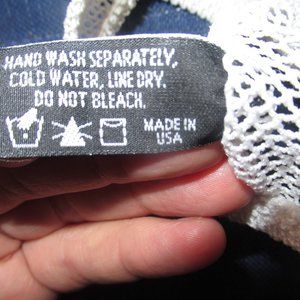 HAND WASH SEPARATELY,
COLD WATER, LINE DRY.
DO NOT BLEACH.
MADE IN
USA